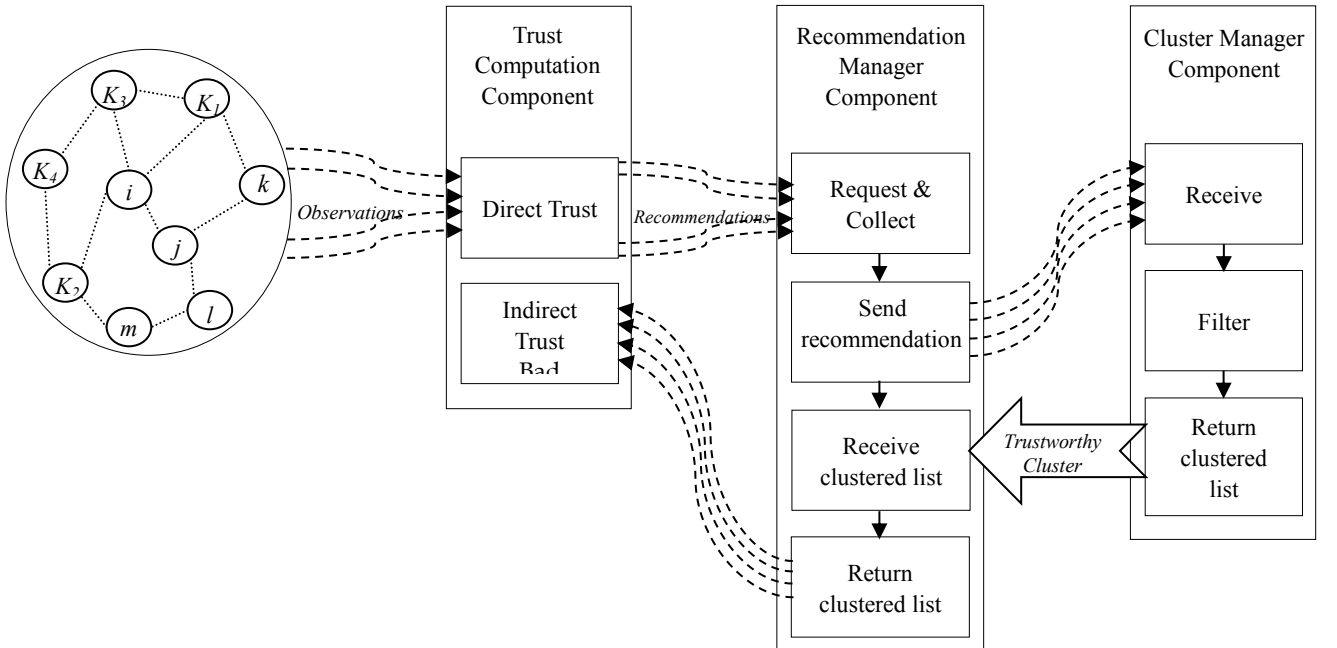 K3
K1
K4
i
k
j
K2
l
m
Observations
Trust
Computation
Component
Direct Trust
Indirect
Trust
Bad
Recommendations
Recommendation
Manager
Component
Request &
Collect
Send
recommendation
Receive
clustered list
Return
clustered list
Cluster Manager
Component
Receive
Filter
Return
clustered
list
Trustworthy
Cluster